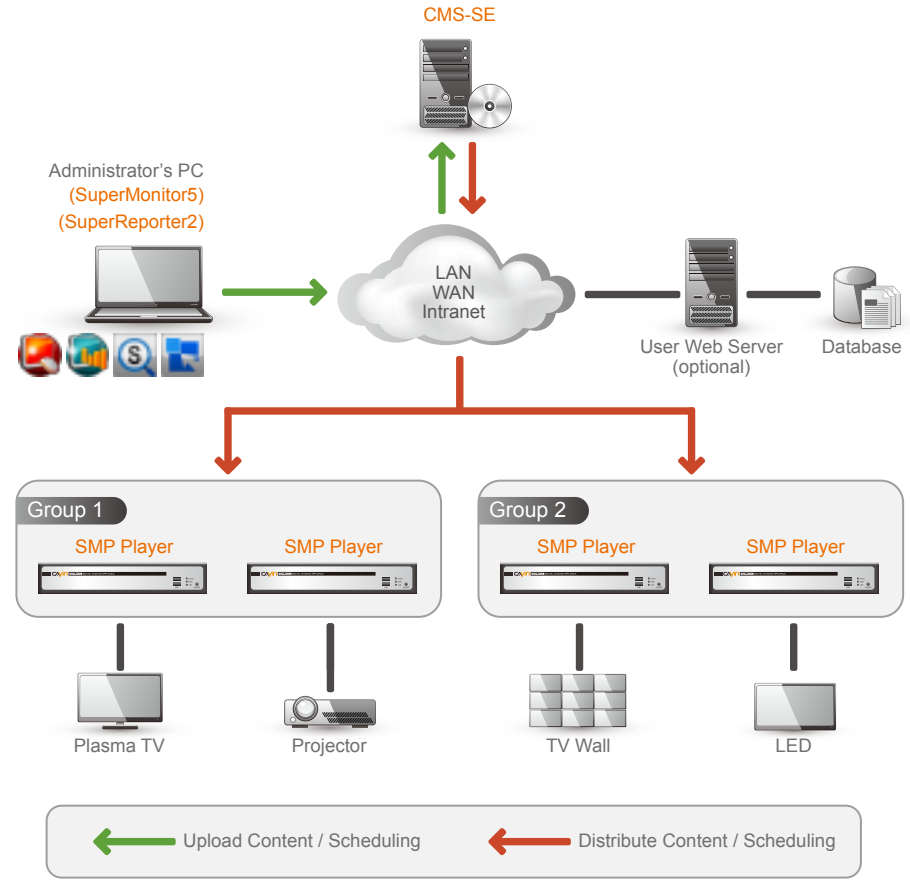 CMS-SE
Administrator's PC
(SuperMonitor5)
(SuperReporter2)
LAN
WAN
Intranet
S
User Web Server
(optional)
Database
Group 1
SMP Player
SMP Player
Group 2
SMP Player
SMP Player
Plasma TV
Projector
TV Wall
LED
Upload Content / Scheduling
Distribute Content / Scheduling